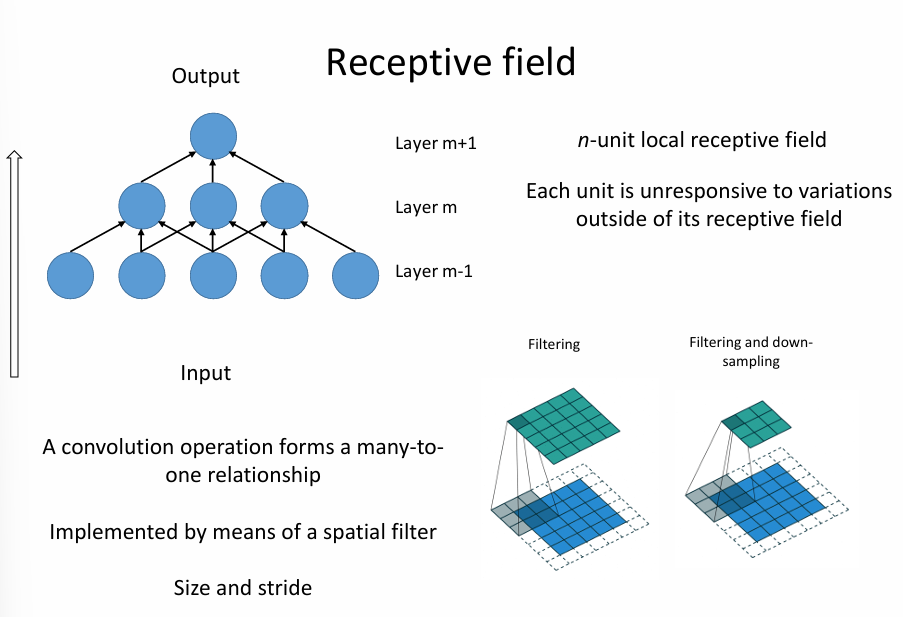 Receptive field
Output
Layer m+1
Layer m
Layer m-1
Input
n-unit local receptive field
Each unit is unresponsive to variations
outside of its receptive field
A convolution operation forms a many-to-
one relationship
Implemented by means of a spatial filter
Size and stride
Filtering
Filtering and down-
sampling